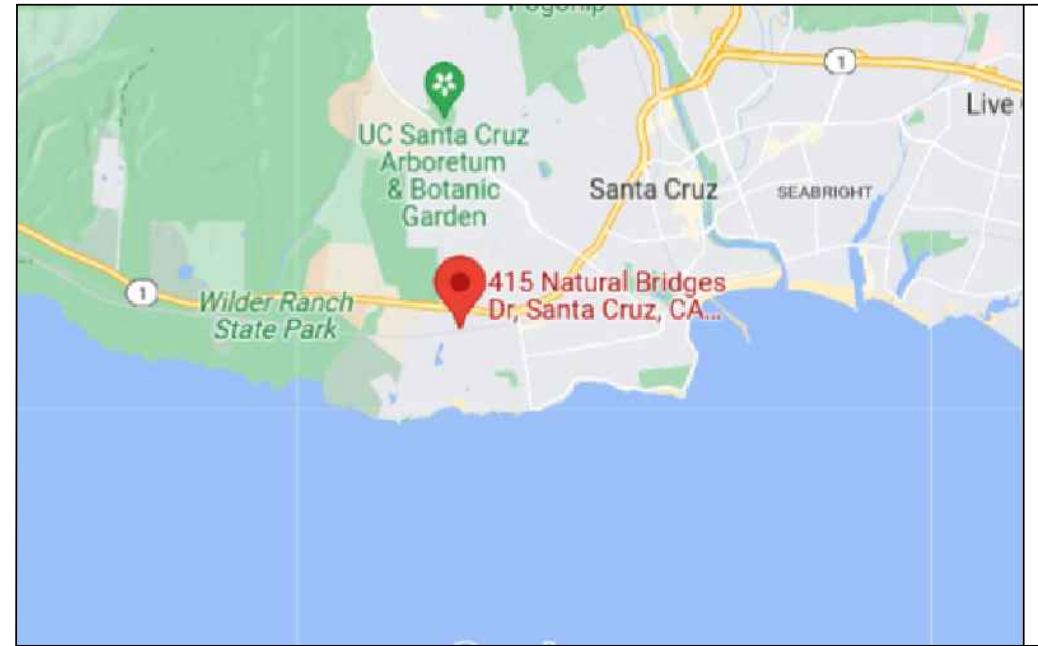 1
Live
UC Santa Cruz
Arboretum
& Botanic
Garden
Santa Cruz
SEABRIGHT
415 Natural Bridges
Dr, Santa Cruz, CA...
1
Wilder Ranch
State Park